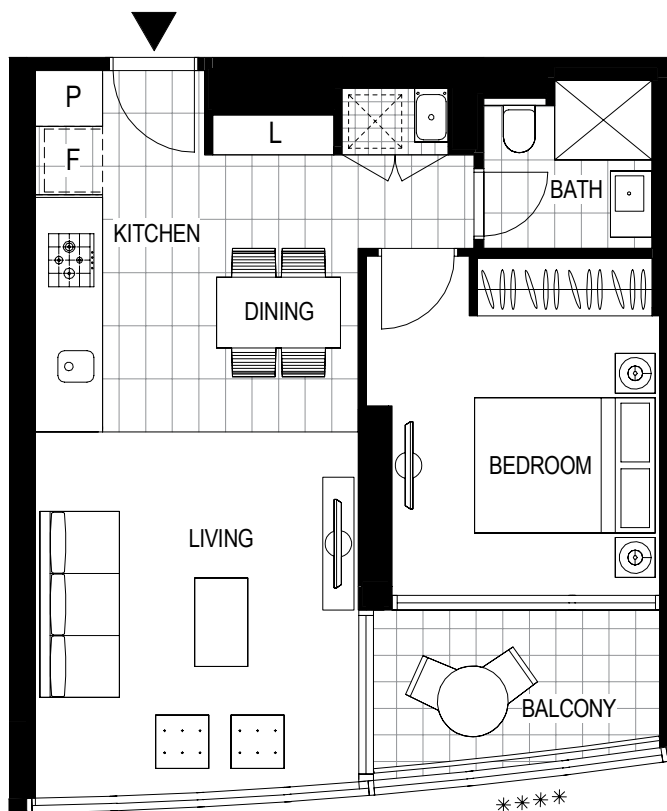 P
L
F
BATH
KITCHEN
DINING
BEDROOM
LIVING
BALCONY
****